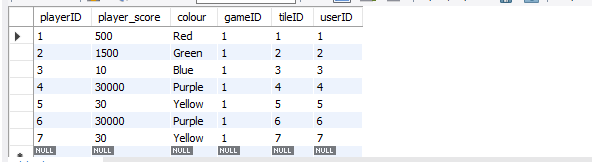 playerID player_score colour gameID tileID userID
1 500 Red 1 1 1
2 1500 Green 1 2 2
3 10 Blue 1 3 3
4 30000 Purple 1 4 4
5 30 Yellow 1 5 5
6 30000 Purple 1 6 6
7 30 Yellow 1 7 7
NULL NULL NULL NULL NULL NULL